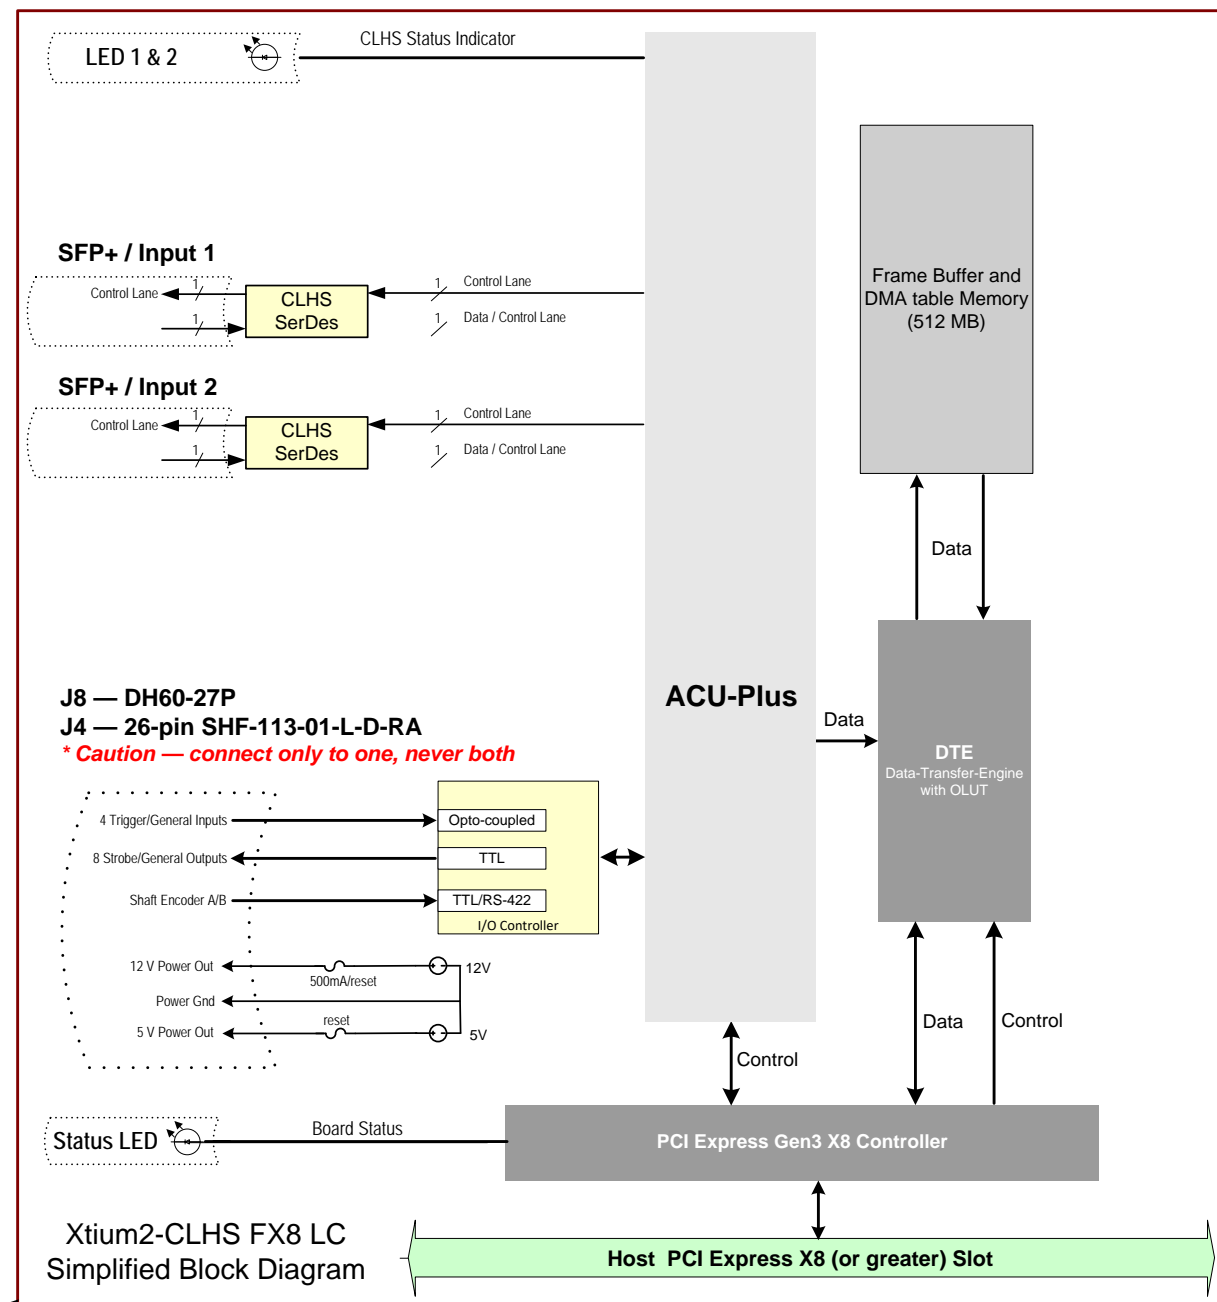 LED 1 & 2
CLHS Status Indicator
SFP+ / Input 1
Control Lane
1
1
CLHS
SerDes
1
Control Lane
1
Data / Control Lane
SFP+ / Input 2
Control Lane
1
1
CLHS
SerDes
1
Control Lane
1
Data / Control Lane
Frame Buffer and
DMA table Memory
(512 MB)
Data
ACU-Plus
Data
DTE
Data-Transfer-Engine
with OLUT
J8 — DH60-27P
J4 — 26-pin SHF-113-01-L-D-RA
* Caution — connect only to one, never both
4 Trigger/General Inputs
Opto-coupled
8 Strobe/General Outputs
TTL
Shaft Encoder A/B
TTL/RS-422
I/O Controller
12 V Power Out
500mA/reset
12V
Power Gnd
5 V Power Out
reset
5V
Control
Data
Control
Status LED
Board Status
PCI Express Gen3 X8 Controller
Xtium2-CLHS FX8 LC
Simplified Block Diagram
Host PCI Express X8 (or greater) Slot